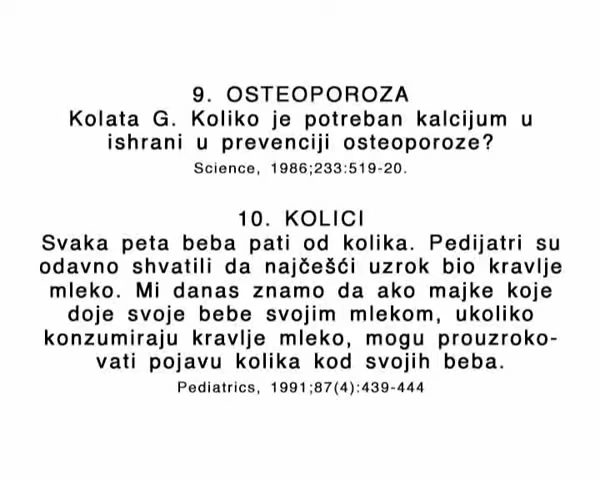 9. OSTEOPOROZA
Kolata G. Koliko je potreban kalcijum u
ishrani u prevenciji osteoporoze?
Science, 1986;233:519-20.
10. KOLICI
Svaka peta beba pati od kolika. Pedijatri su
odavno shvatili da najčešći uzrok bio kravlje
mleko. Mi danas znamo da ako majke koje
doje svoje bebe svojim mlekom, ukoliko
konzumiraju kravlje mleko, mogu prouzroko-
vati pojavu kolika kod svojih beba.
Pediatrics, 1991;87(4):439-444